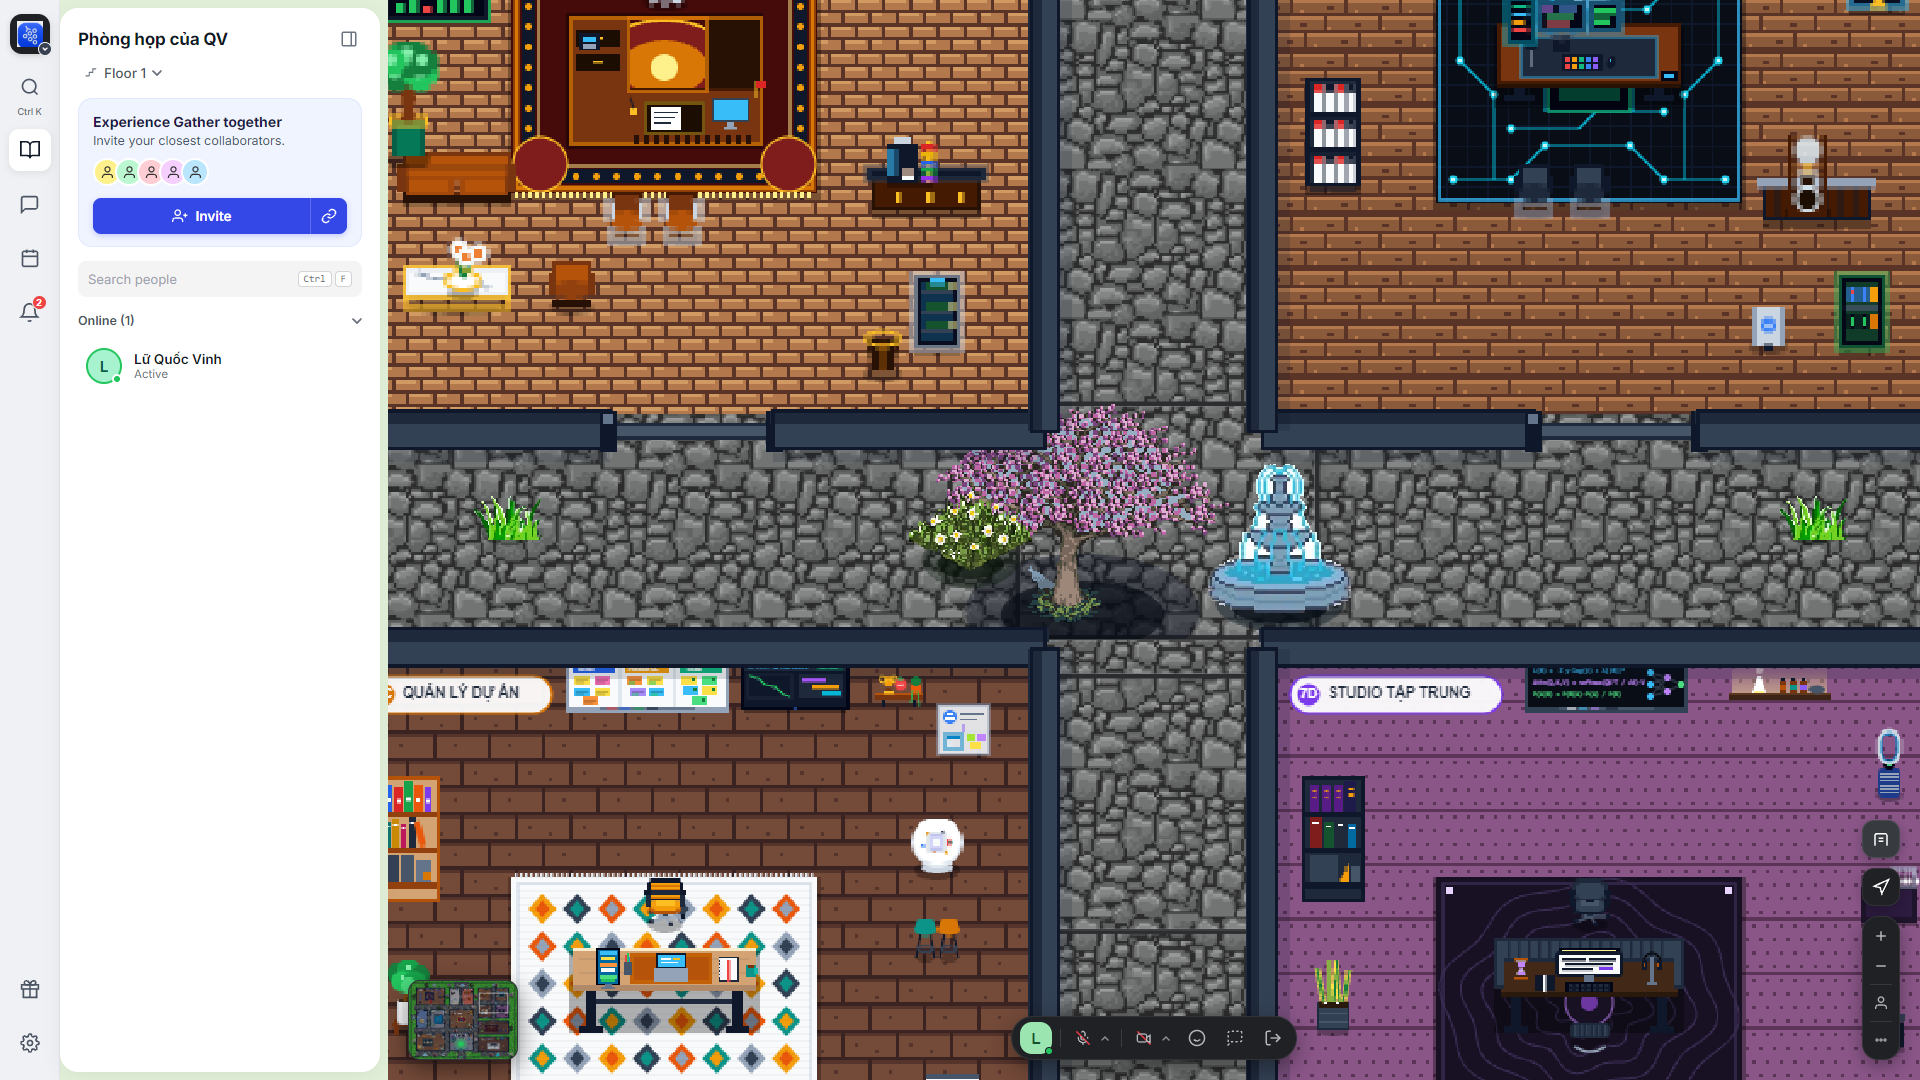 Phòng họp của QV
Floor 1
Ctrl K
Experience Gather together
Invite your closest collaborators.
Invite
Search people
Ctrl F
2
Online (1)
L
Lữ Quốc Vinh
Active
QUẢN LÝ DỰ ÁN
7D STUDIO TẬP TRUNG
L